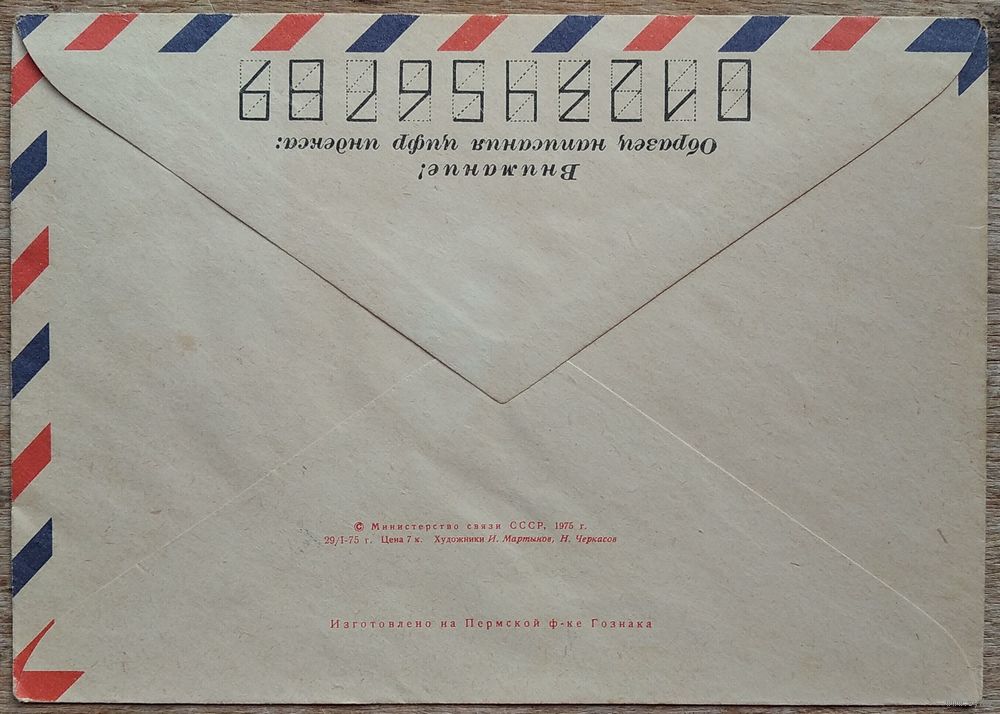 Внимание!
Образец написания цифр индекса:
0123456789
© Министерство связи СССР, 1975 г.
29/I-75 г. Цена 7 к. Художники И. Мартынов, Н. Черкасов
Изготовлено на Пермской ф-ке Гознака